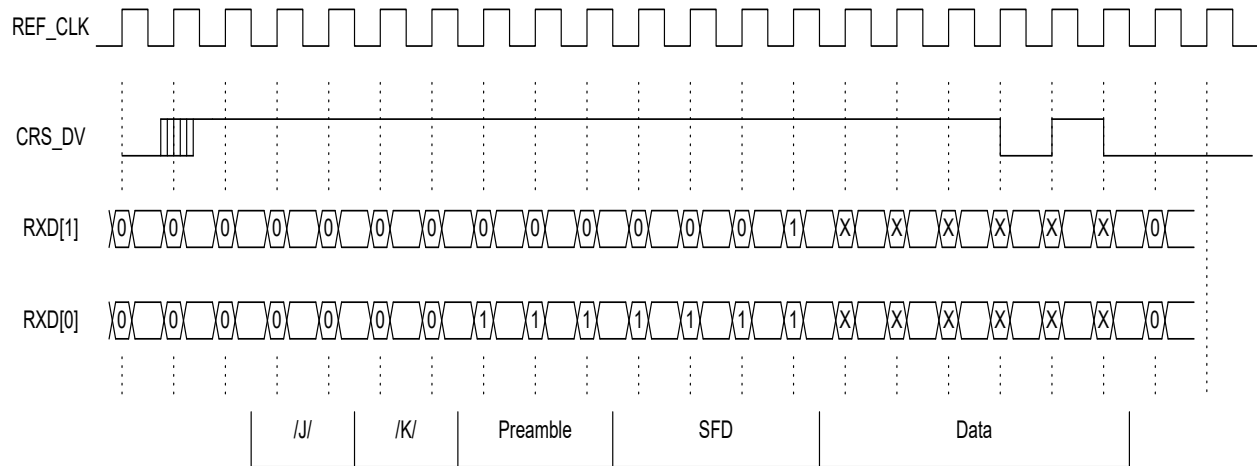 REF_CLK
CRS_DV
RXD[1] 0 0 0 0 0 0 0 0 0 0 0 0 0 1 X X X X X X 0
RXD[0] 0 0 0 0 0 0 0 1 1 1 1 1 1 1 X X X X X X 0
/J/ /K/ Preamble SFD Data